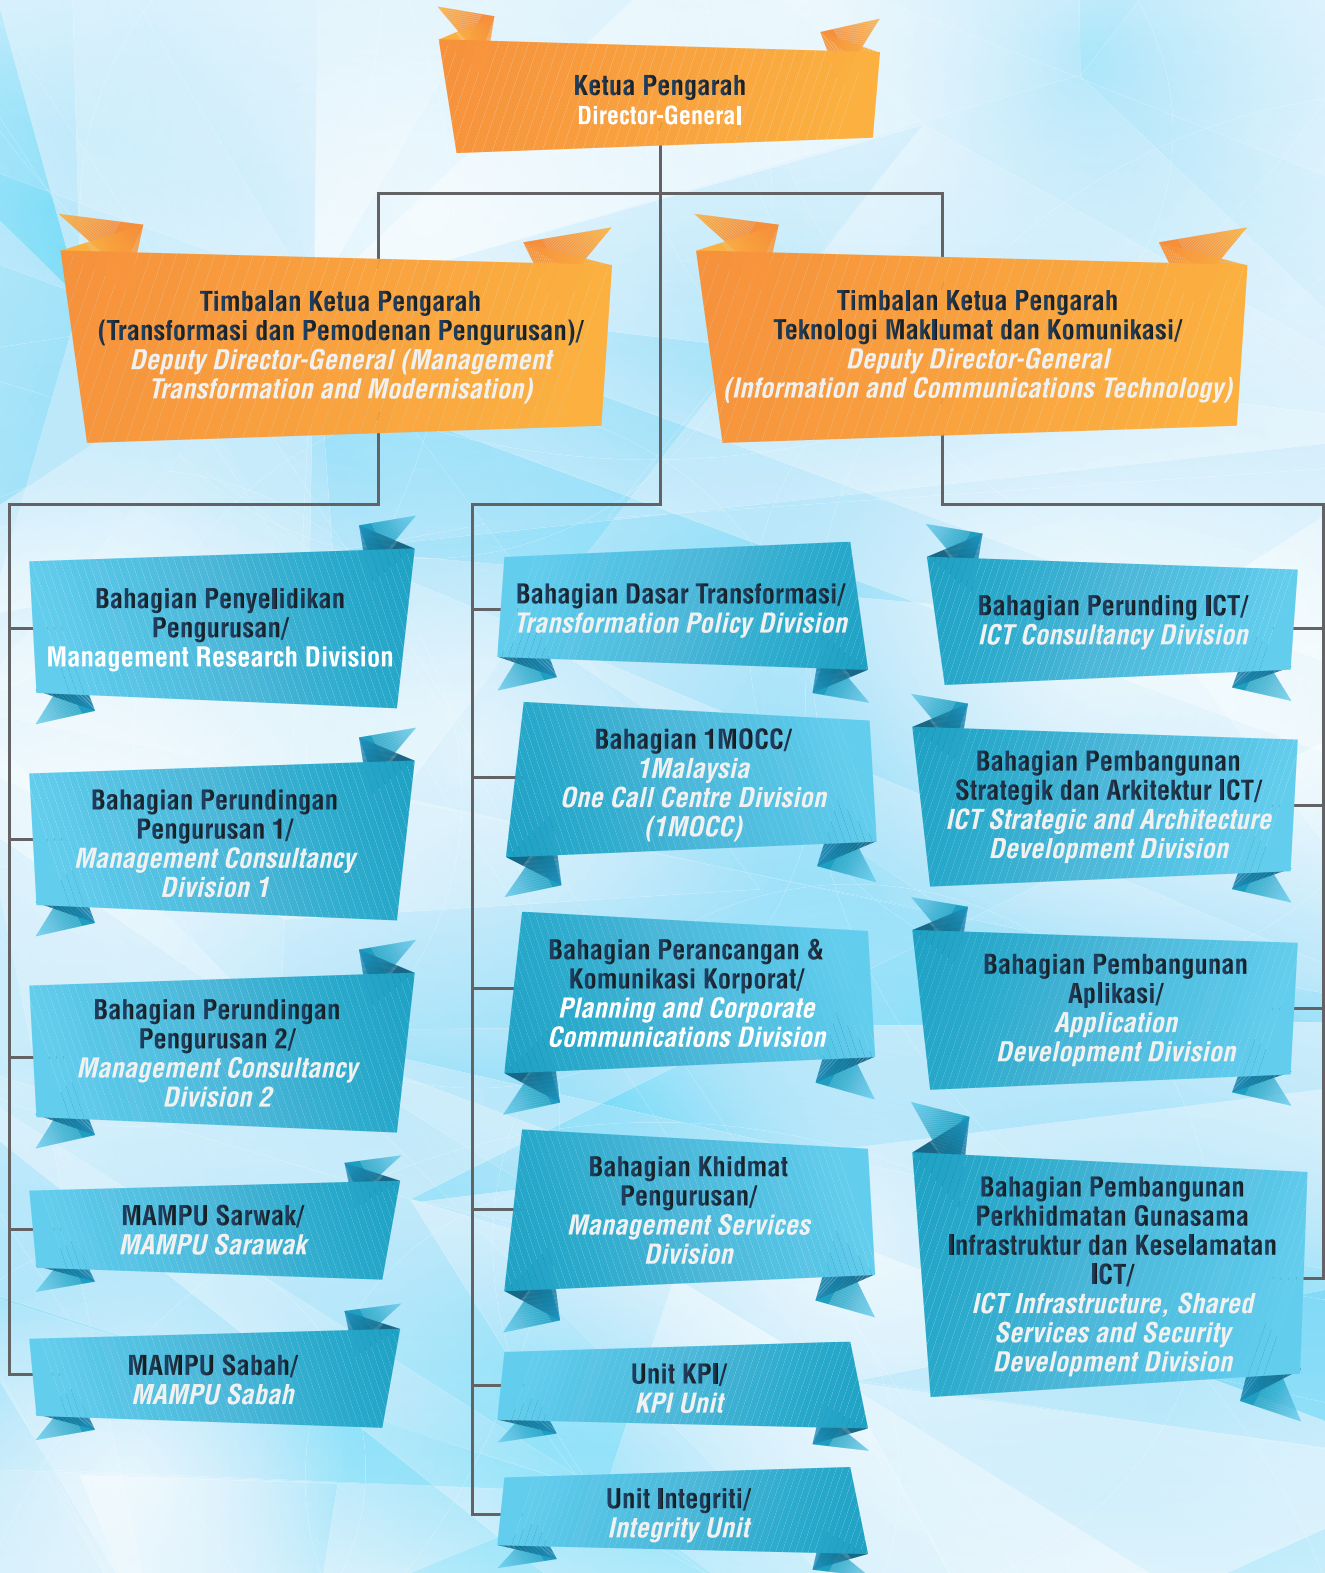 Ketua Pengarah
Director-General
Timbalan Ketua Pengarah
(Transformasi dan Pemodenan Pengurusan)/
Deputy Director-General (Management
Transformation and Modernisation)
Timbalan Ketua Pengarah
Teknologi Maklumat dan Komunikasi/
Deputy Director-General
(Information and Communications Technology)
Bahagian Penyelidikan
Pengurusan/
Management Research Division
Bahagian Perundingan
Pengurusan 1/
Management Consultancy
Division 1
Bahagian Perundingan
Pengurusan 2/
Management Consultancy
Division 2
MAMPU Sarwak/
MAMPU Sarawak
MAMPU Sabah/
MAMPU Sabah
Bahagian Dasar Transformasi/
Transformation Policy Division
Bahagian 1MOCC/
1Malaysia
One Call Centre Division
(1MOCC)
Bahagian Perancangan &
Komunikasi Korporat/
Planning and Corporate
Communications Division
Bahagian Khidmat
Pengurusan/
Management Services
Division
Unit KPI/
KPI Unit
Unit Integriti/
Integrity Unit
Bahagian Perunding ICT/
ICT Consultancy Division
Bahagian Pembangunan
Strategik dan Arkitektur ICT/
ICT Strategic and Architecture
Development Division
Bahagian Pembangunan
Aplikasi/
Application
Development Division
Bahagian Pembangunan
Perkhidmatan Gunasama
Infrastruktur dan Keselamatan
ICT/
ICT Infrastructure, Shared
Services and Security
Development Division